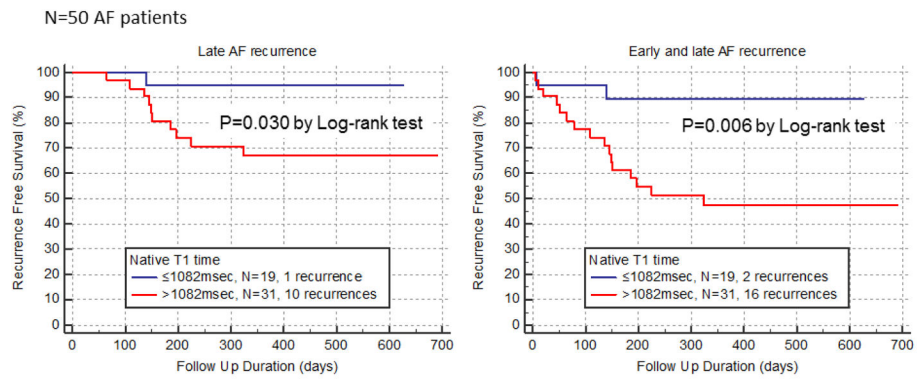 N=50 AF patients
Late AF recurrence
Recurrence Free Survival (%)
100
90
80
70
60
50
40
30
20
10
0
P=0.030 by Log-rank test
Native T1 time
≤1082msec, N=19, 1 recurrence
>1082msec, N=31, 10 recurrences
0 100 200 300 400 500 600 700
Follow Up Duration (days)
Early and late AF recurrence
Recurrence Free Survival (%)
100
90
80
70
60
50
40
30
20
10
0
P=0.006 by Log-rank test
Native T1 time
≤1082msec, N=19, 2 recurrences
>1082msec, N=31, 16 recurrences
0 100 200 300 400 500 600 700
Follow Up Duration (days)